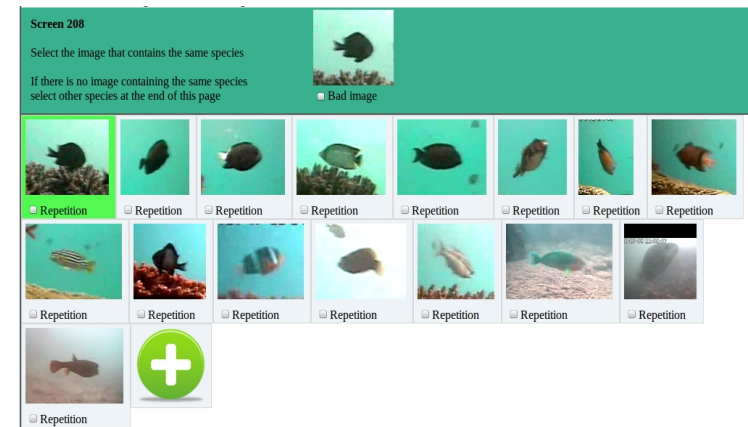 Screen 208
Select the image that contains the same species
If there is no image containing the same species
select other species at the end of this page
Bad image
Repetition Repetition Repetition Repetition Repetition Repetition Repetition Repetition
Repetition Repetition Repetition Repetition Repetition Repetition Repetition
Repetition